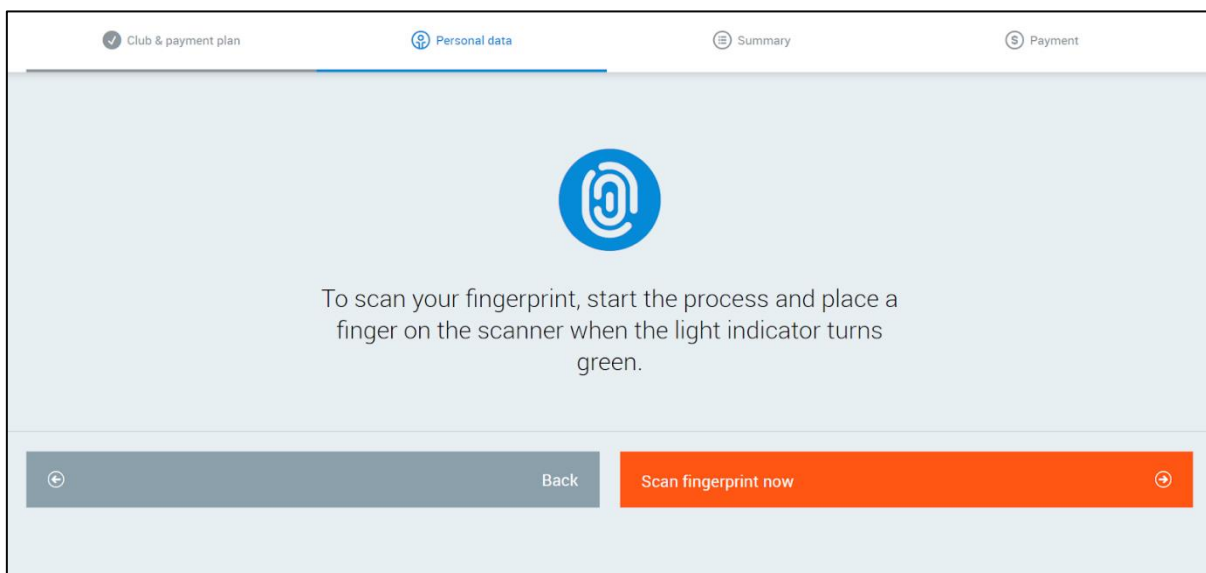 Club & payment plan
Personal data
Summary
Payment
To scan your fingerprint, start the process and place a
finger on the scanner when the light indicator turns
green.
Back
Scan fingerprint now